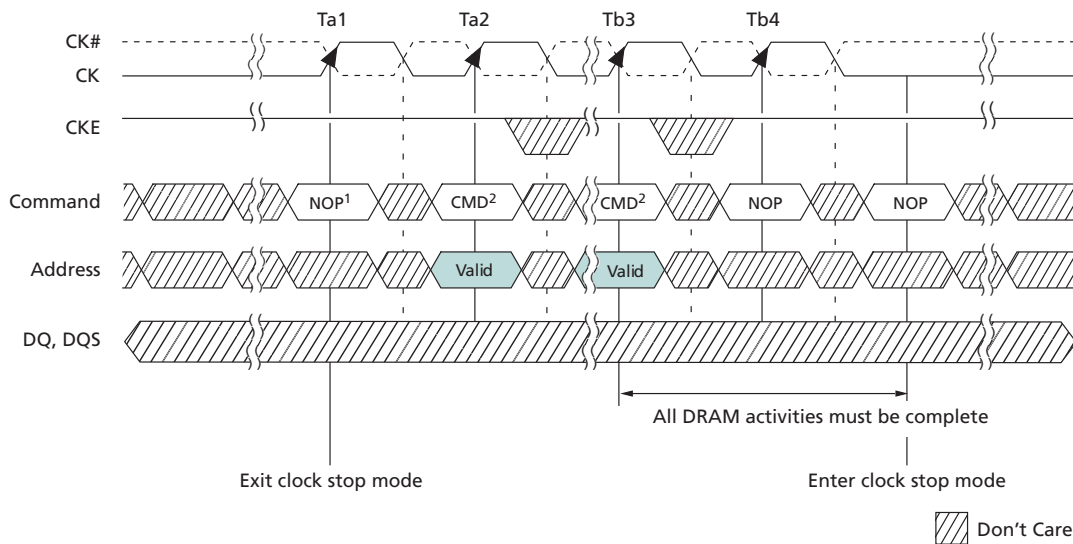 Ta1 Ta2 Tb3 Tb4
CK#
CK
CKE
Command NOP¹ CMD² CMD² NOP NOP
Address Valid Valid
DQ, DQS
All DRAM activities must be complete
Exit clock stop mode Enter clock stop mode
Don't Care